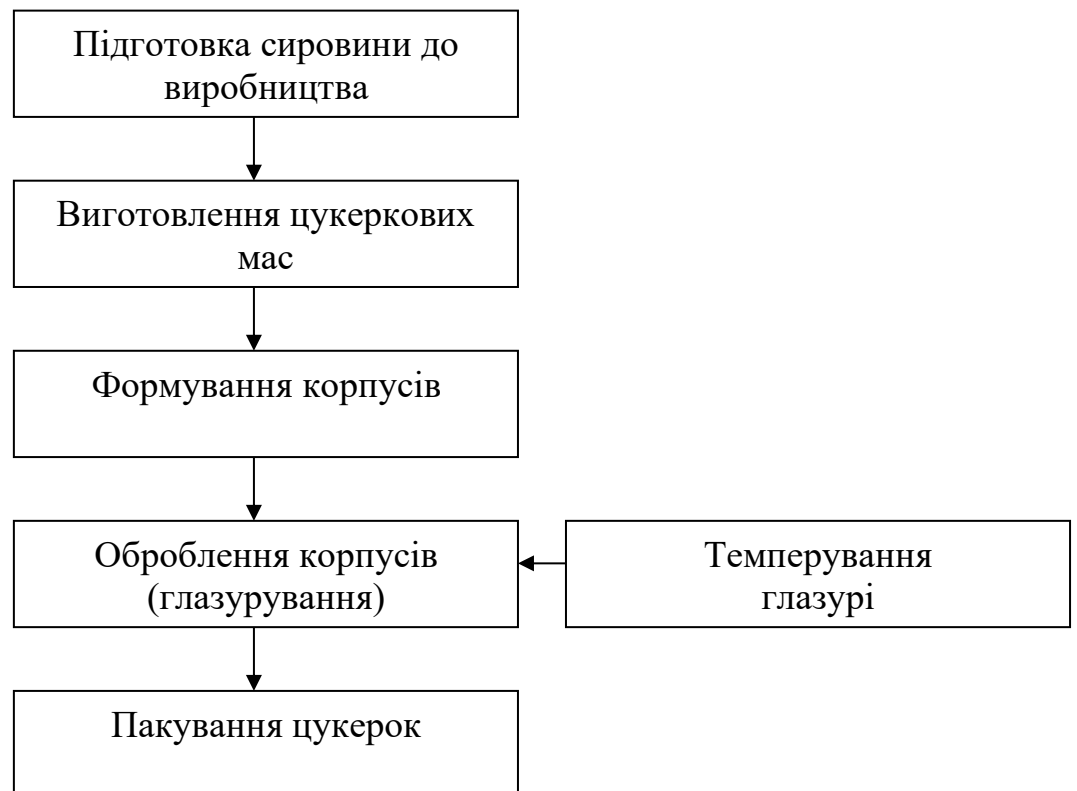 Підготовка сировини до
виробництва
Виготовлення цукеркових
мас
Формування корпусів
Оброблення корпусів
(глазурування)
Темперування
глазурі
Пакування цукерок